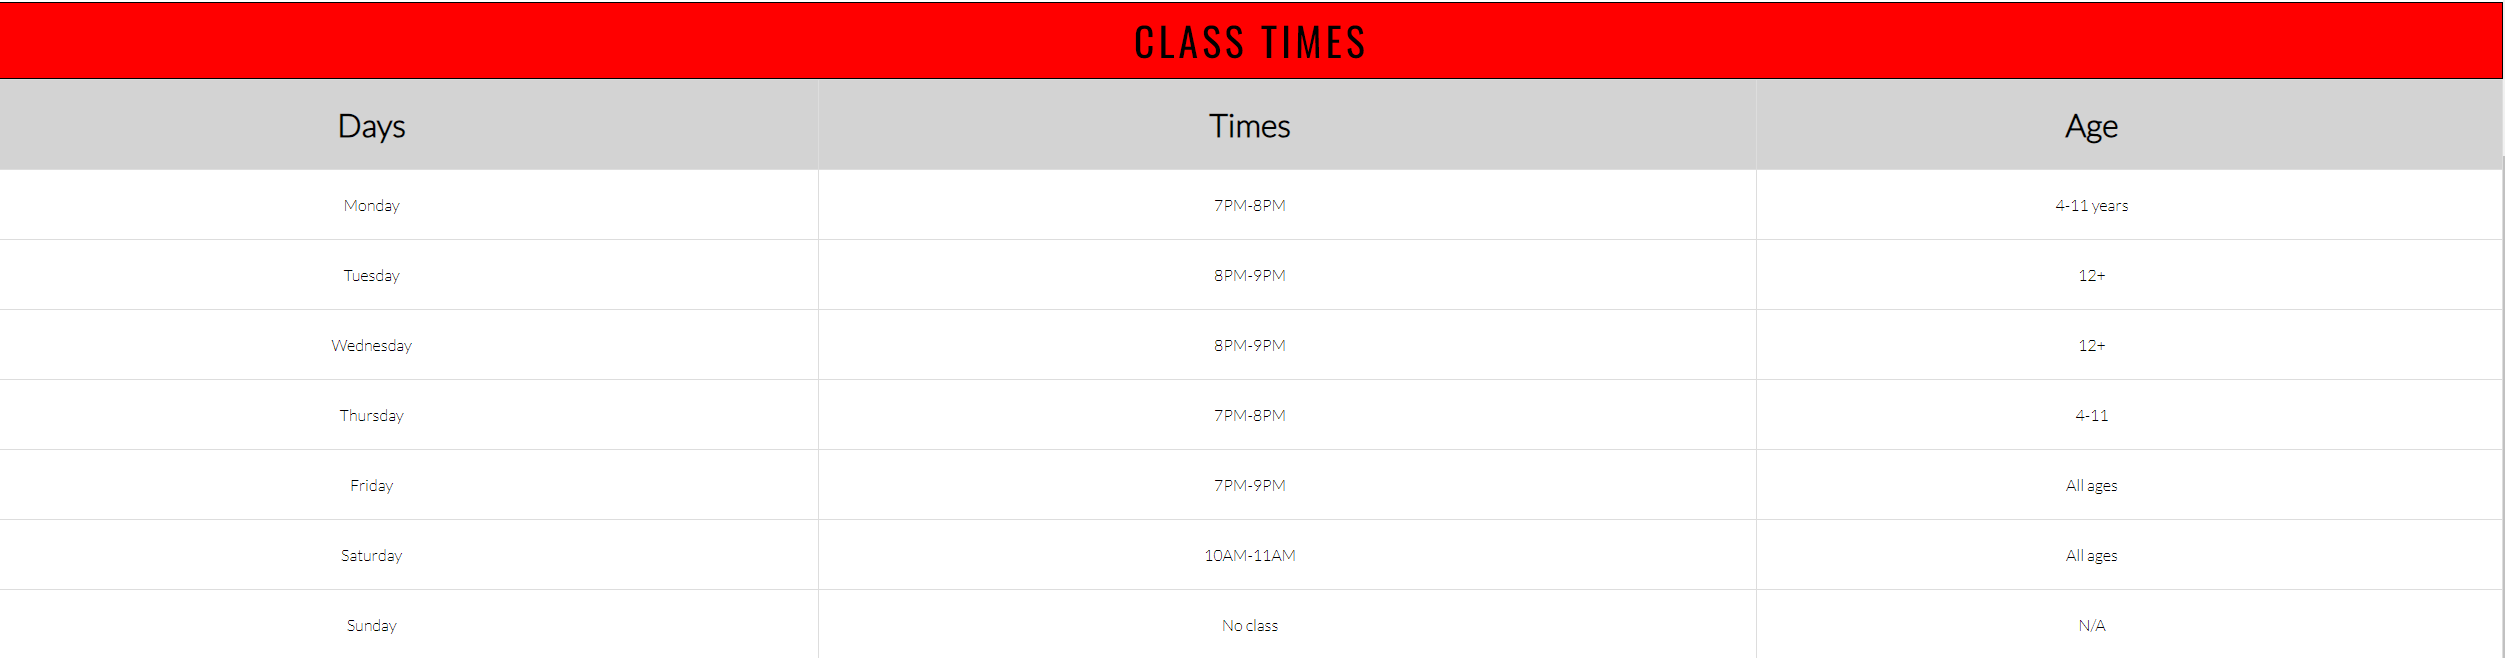 CLASS TIMES
Days Times Age
Monday 7PM-8PM 4-11 years
Tuesday 8PM-9PM 12+
Wednesday 8PM-9PM 12+
Thursday 7PM-8PM 4-11
Friday 7PM-9PM All ages
Saturday 10AM-11AM All ages
Sunday No class N/A